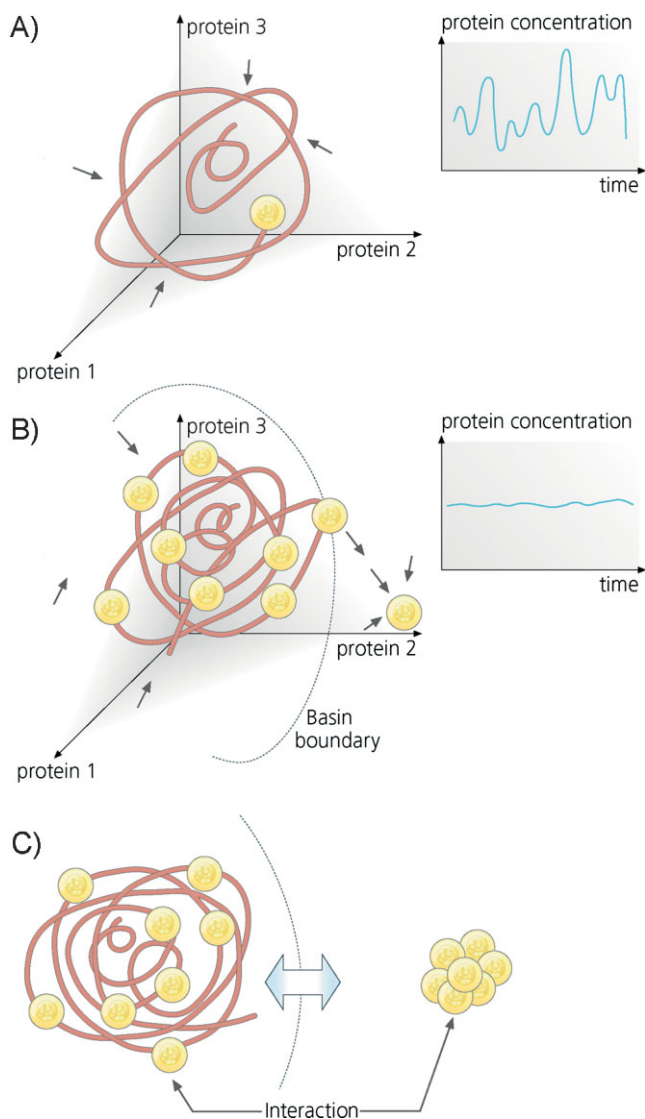 A)
protein 3
protein 2
protein 1
protein concentration
time
B)
protein 3
protein 2
protein 1
Basin
boundary
protein concentration
time
C)
Interaction